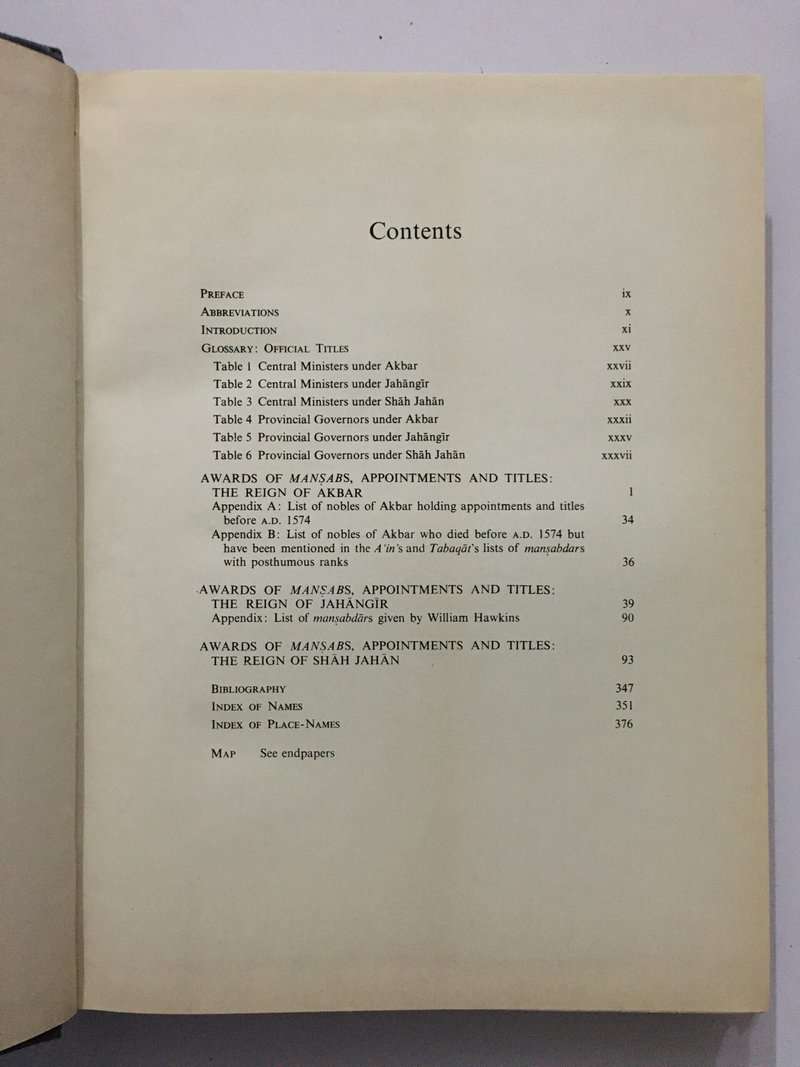 Contents
PREFACE ix
ABBREVIATIONS x
INTRODUCTION xi
GLOSSARY: OFFICIAL TITLES xxv
Table 1 Central Ministers under Akbar xxvii
Table 2 Central Ministers under Jahāngīr xxix
Table 3 Central Ministers under Shāh Jahān xxx
Table 4 Provincial Governors under Akbar xxxii
Table 5 Provincial Governors under Jahāngīr xxxv
Table 6 Provincial Governors under Shāh Jahān xxxvii
AWARDS OF MANṢABS, APPOINTMENTS AND TITLES:
THE REIGN OF AKBAR 1
Appendix A: List of nobles of Akbar holding appointments and titles
before A.D. 1574 34
Appendix B: List of nobles of Akbar who died before A.D. 1574 but
have been mentioned in the A'in's and Tabaqāt's lists of manṣabdars
with posthumous ranks 36
AWARDS OF MANṢABS, APPOINTMENTS AND TITLES:
THE REIGN OF JAHĀNGĪR 39
Appendix: List of manṣabdārs given by William Hawkins 90
AWARDS OF MANṢABS, APPOINTMENTS AND TITLES:
THE REIGN OF SHĀH JAHĀN 93
BIBLIOGRAPHY 347
INDEX OF NAMES 351
INDEX OF PLACE-NAMES 376
MAP See endpapers